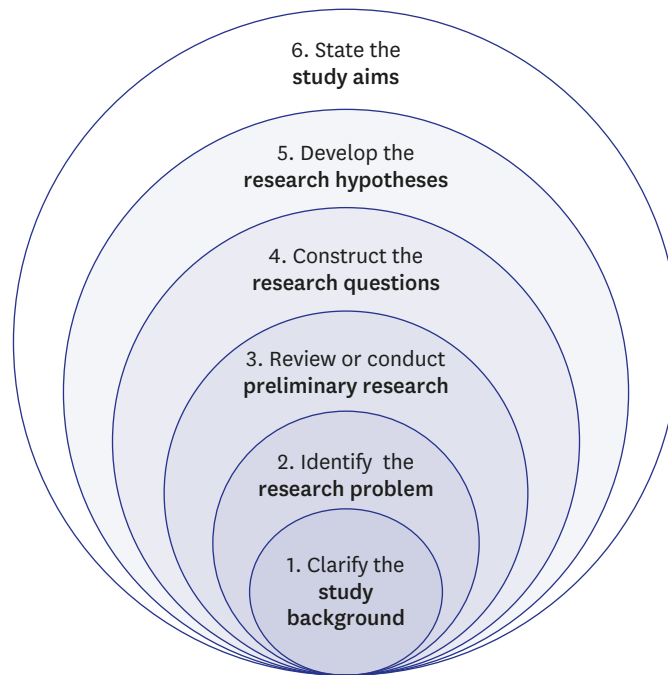 6. State the
study aims
5. Develop the
research hypotheses
4. Construct the
research questions
3. Review or conduct
preliminary research
2. Identify the
research problem
1. Clarify the
study
background